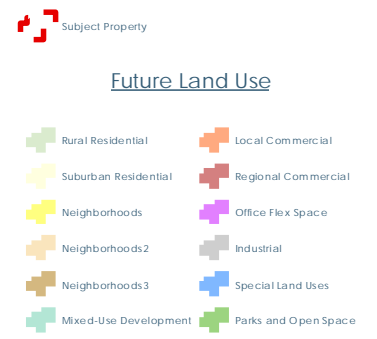 Subject Property
Future Land Use
Rural Residential
Suburban Residential
Neighborhoods
Neighborhoods2
Neighborhoods3
Mixed-Use Development
Local Commercial
Regional Commercial
Office Flex Space
Industrial
Special Land Uses
Parks and Open Space